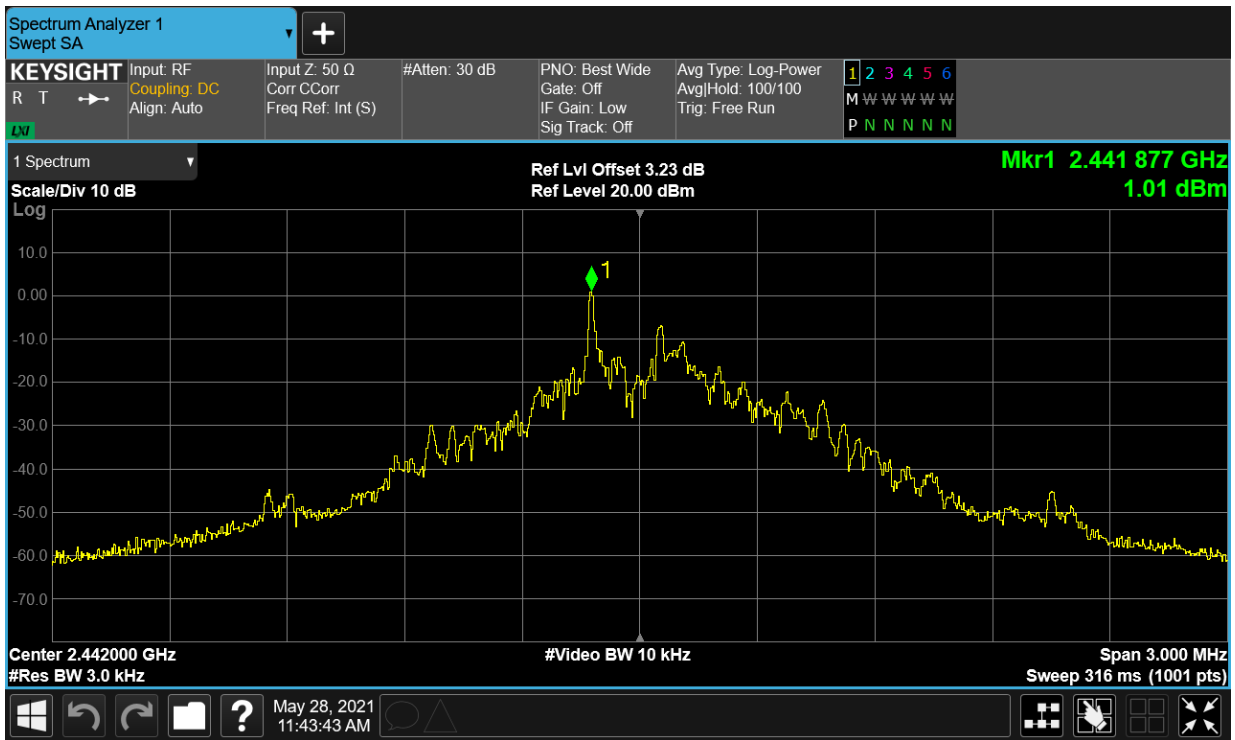 Spectrum Analyzer 1
Swept SA
+
KEYSIGHT
R T
LXI
Input: RF
Coupling: DC
Align: Auto
Input Z: 50 Ω
Corr CCorr
Freq Ref: Int (S)
#Atten: 30 dB
PNO: Best Wide
Gate: Off
IF Gain: Low
Sig Track: Off
Avg Type: Log-Power
Avg|Hold: 100/100
Trig: Free Run
1 2 3 4 5 6
M W W W W W
P N N N N N
1 Spectrum
Scale/Div 10 dB
Log
Ref Lvl Offset 3.23 dB
Ref Level 20.00 dBm
Mkr1 2.441 877 GHz
1.01 dBm
10.0
0.00
-10.0
-20.0
-30.0
-40.0
-50.0
-60.0
-70.0
1
Center 2.442000 GHz
#Res BW 3.0 kHz
#Video BW 10 kHz
Span 3.000 MHz
Sweep 316 ms (1001 pts)
?
May 28, 2021
11:43:43 AM